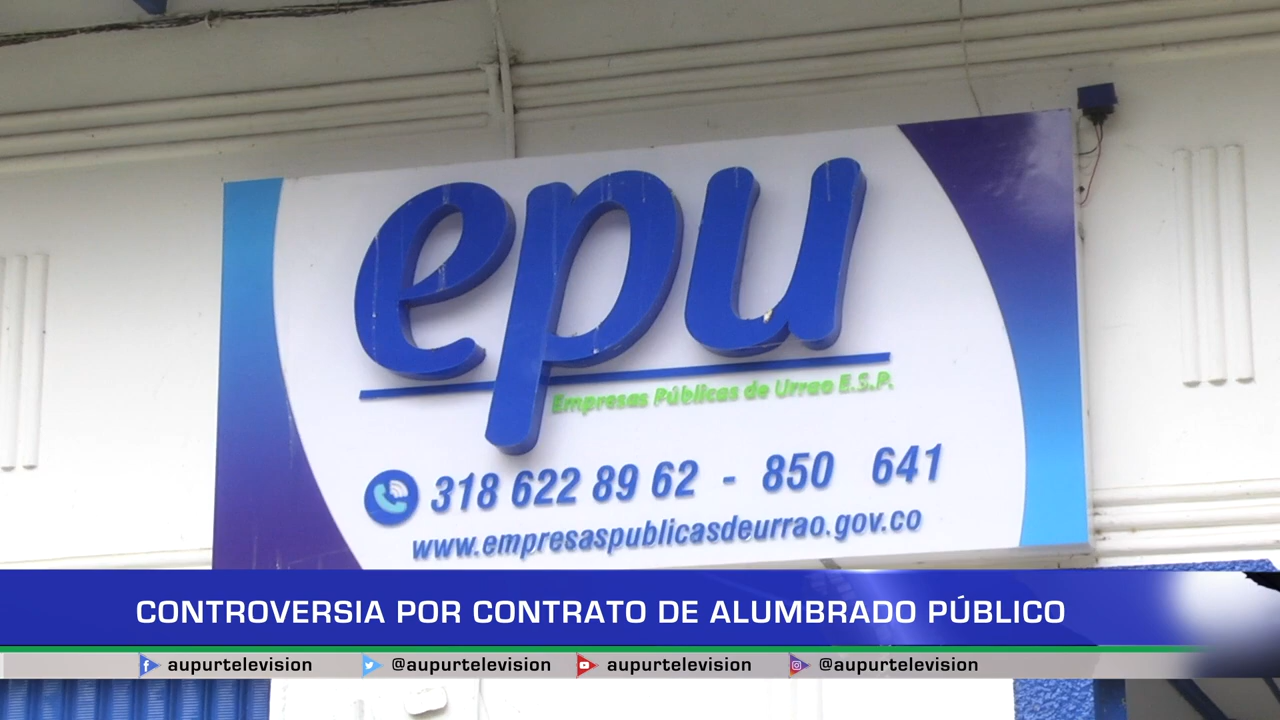 epu
Empresas Públicas de Urrao E.S.P.
318 622 89 62 - 850 641
www.empresaspublicasdeurrao.gov.co
CONTROVERSIA POR CONTRATO DE ALUMBRADO PÚBLICO
aupurtelevision @aupurtelevision aupurtelevision @aupurtelevision